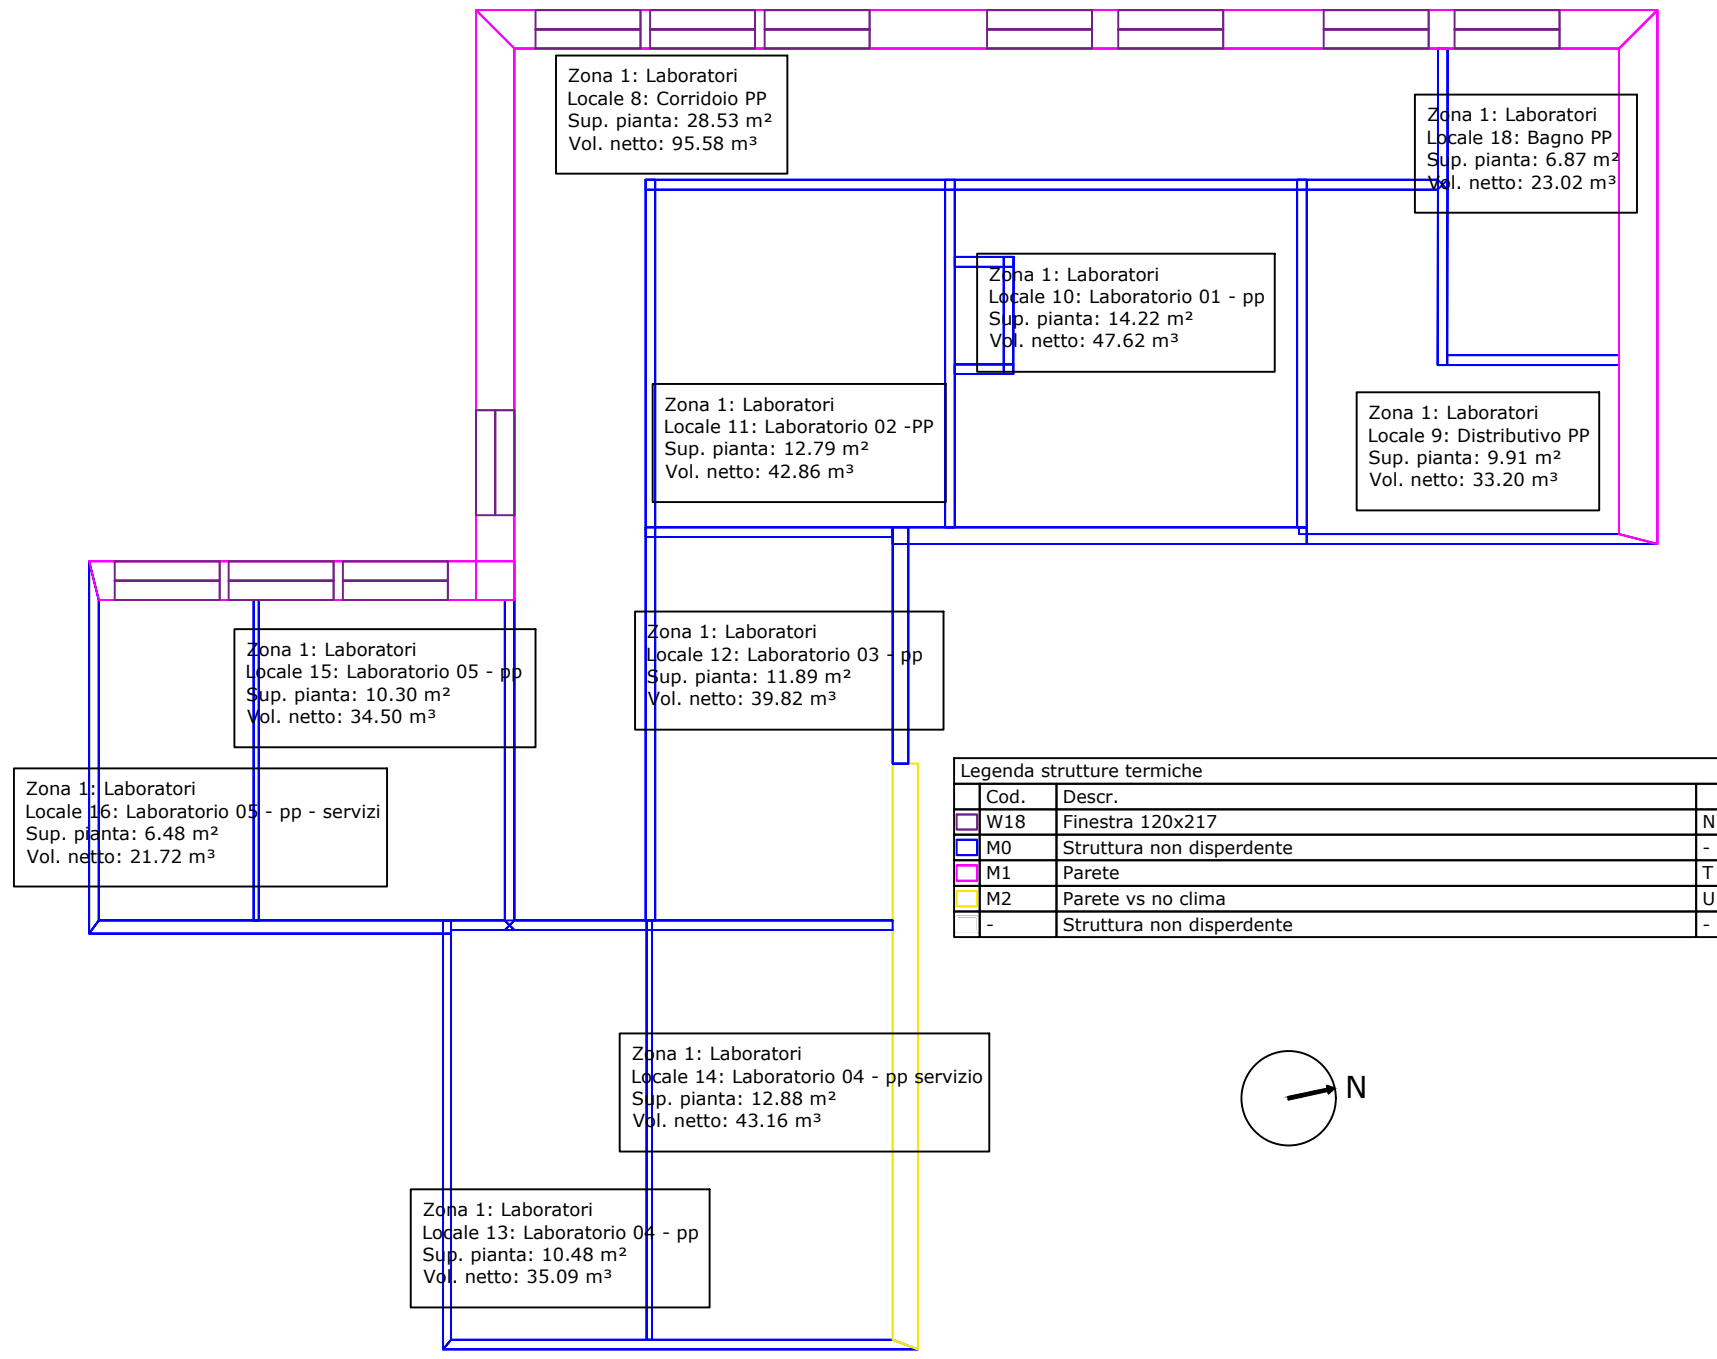 Zona 1: Laboratori
Locale 8: Corridoio PP
Sup. pianta: 28.53 m²
Vol. netto: 95.58 m³
Zona 1: Laboratori
Locale 18: Bagno PP
Sup. pianta: 6.87 m²
Vol. netto: 23.02 m³
Zona 1: Laboratori
Locale 10: Laboratorio 01 - pp
Sup. pianta: 14.22 m²
Vol. netto: 47.62 m³
Zona 1: Laboratori
Locale 11: Laboratorio 02 -PP
Sup. pianta: 12.79 m²
Vol. netto: 42.86 m³
Zona 1: Laboratori
Locale 9: Distributivo PP
Sup. pianta: 9.91 m²
Vol. netto: 33.20 m³
Zona 1: Laboratori
Locale 12: Laboratorio 03 - pp
Sup. pianta: 11.89 m²
Vol. netto: 39.82 m³
Zona 1: Laboratori
Locale 15: Laboratorio 05 - pp
Sup. pianta: 10.30 m²
Vol. netto: 34.50 m³
Zona 1: Laboratori
Locale 16: Laboratorio 05 - pp - servizi
Sup. pianta: 6.48 m²
Vol. netto: 21.72 m³
Legenda strutture termiche
Cod. Descr.
W18 Finestra 120x217 N
M0 Struttura non disperdente -
M1 Parete T
M2 Parete vs no clima U
- Struttura non disperdente -
Zona 1: Laboratori
Locale 14: Laboratorio 04 - pp servizio
Sup. pianta: 12.88 m²
Vol. netto: 43.16 m³
N
Zona 1: Laboratori
Locale 13: Laboratorio 04 - pp
Sup. pianta: 10.48 m²
Vol. netto: 35.09 m³